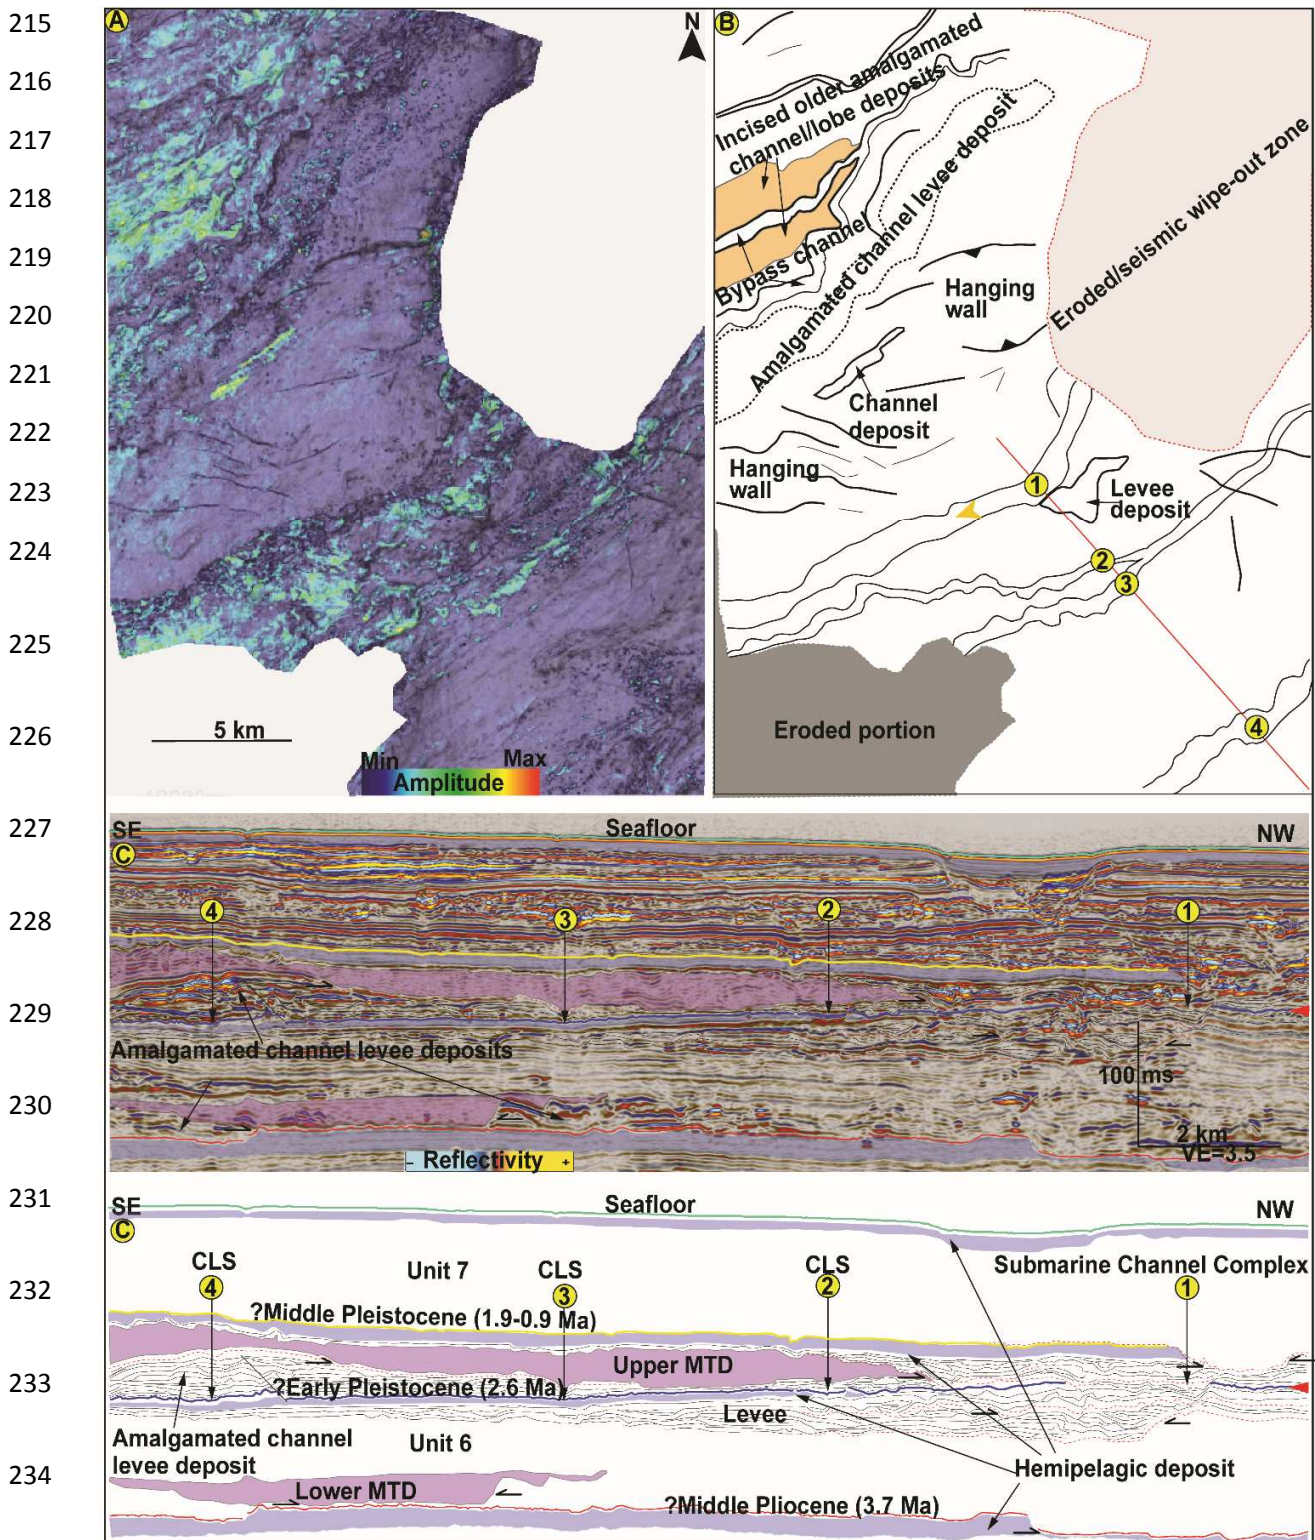 215
216
217
218
219
220
221
222
223
224
225
226
227
228
229
230
231
232
233
234
A
N
5 km
Min
Max
Amplitude
B
Incised older amalgamated
channel/lobe deposits
Bypass channel
Amalgamated channel levee deposit
Hanging
wall
Eroded/seismic wipe-out zone
Channel
deposit
Hanging
wall
1
Levee
deposit
2
3
4
Eroded portion
SE
Seafloor
NW
C
4
3
2
1
Amalgamated channel levee deposits
100 ms
2 km
VE=3.5
- Reflectivity +
SE
Seafloor
NW
C
CLS
4
Unit 7
CLS
3
CLS
2
Submarine Channel Complex
1
?Middle Pleistocene (1.9-0.9 Ma)
Upper MTD
?Early Pleistocene (2.6 Ma)
Levee
Amalgamated channel
levee deposit
Unit 6
Hemipelagic deposit
Lower MTD
?Middle Pliocene (3.7 Ma)